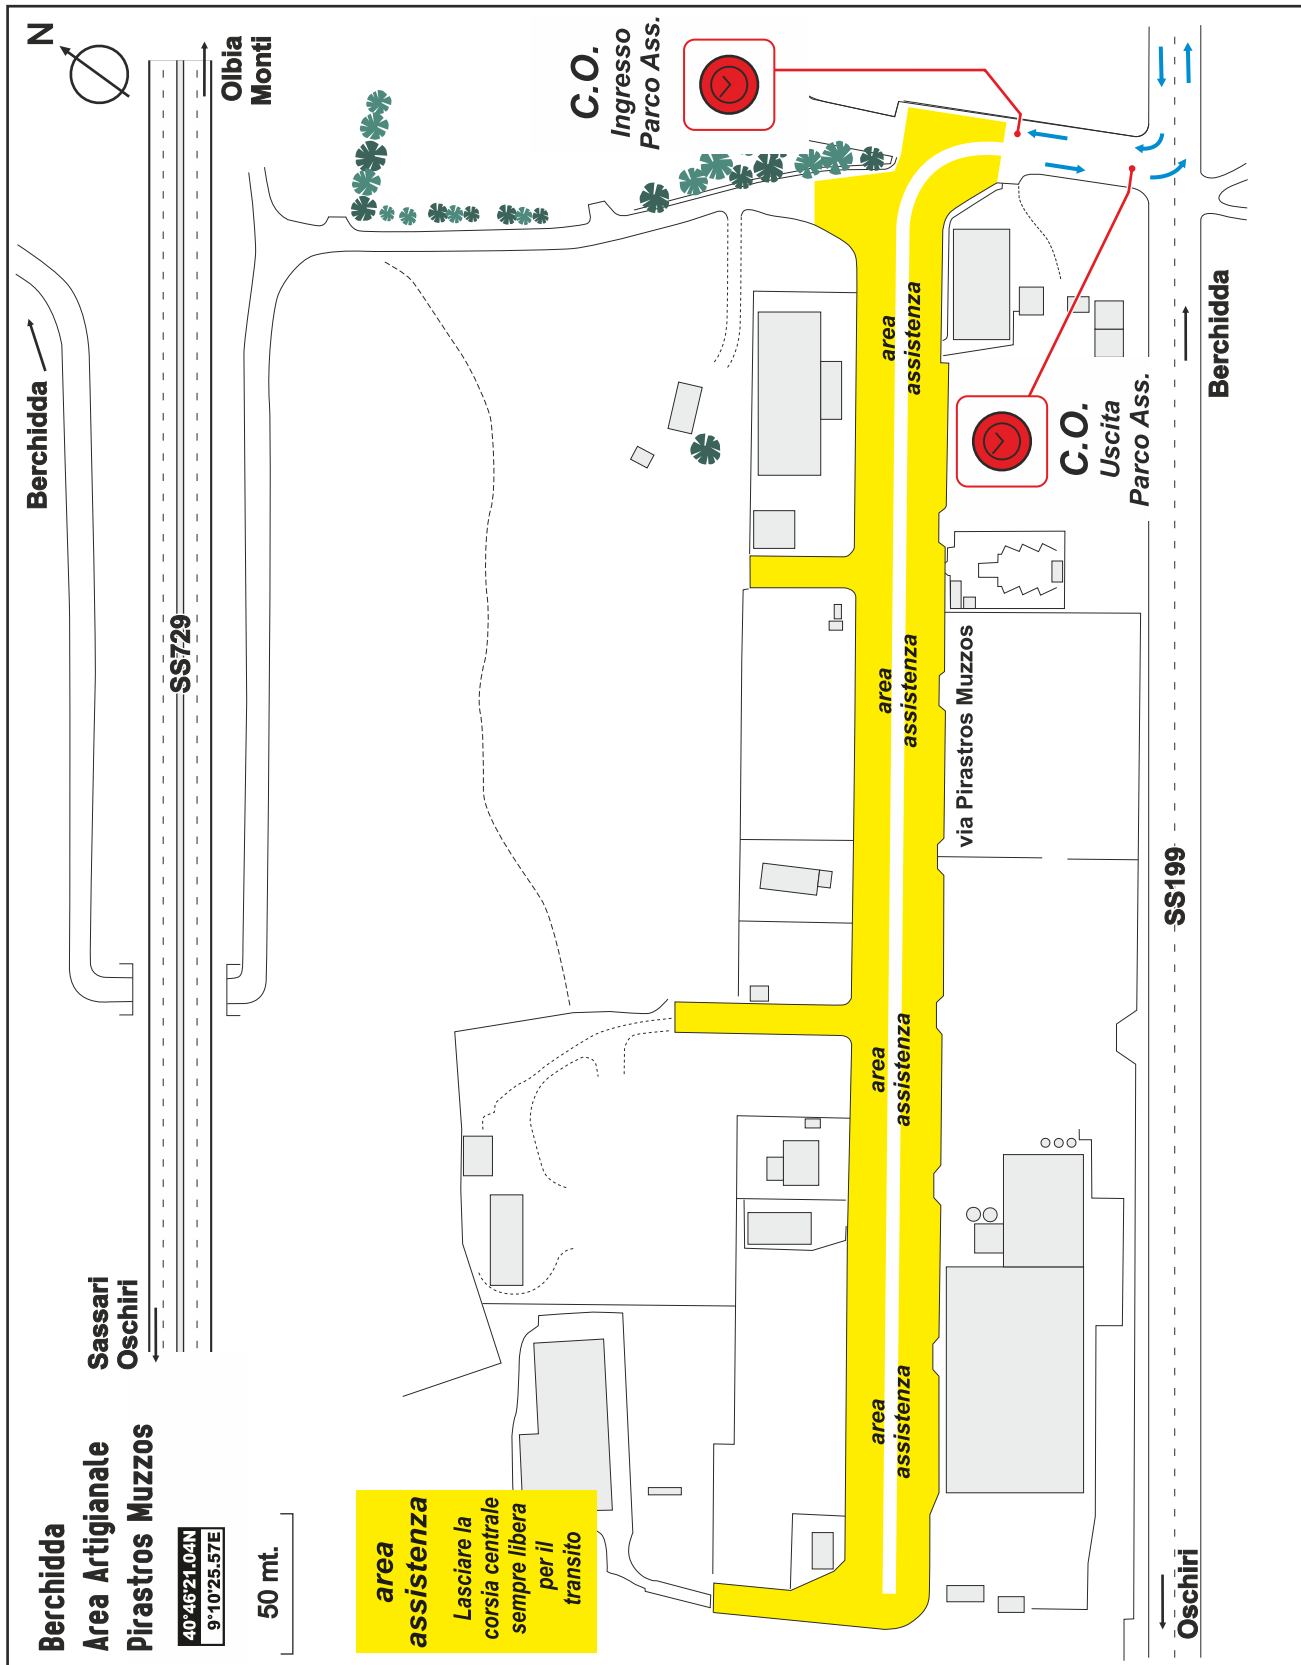 Berchidda
Area Artigianale
Pirastros Muzzos
40°46'21.04N
9°10'25.57E
50 mt.
Sassari
Oschiri
SS729
Berchidda
N
Olbia
Monti
area
assistenza
Lasciare la
corsia centrale
sempre libera
per il
transito
C.O.
Ingresso
Parco Ass.
area
assistenza
area
assistenza
area
assistenza
area
assistenza
via Pirastros Muzzos
C.O.
Uscita
Parco Ass.
Oschiri
SS199
Berchidda